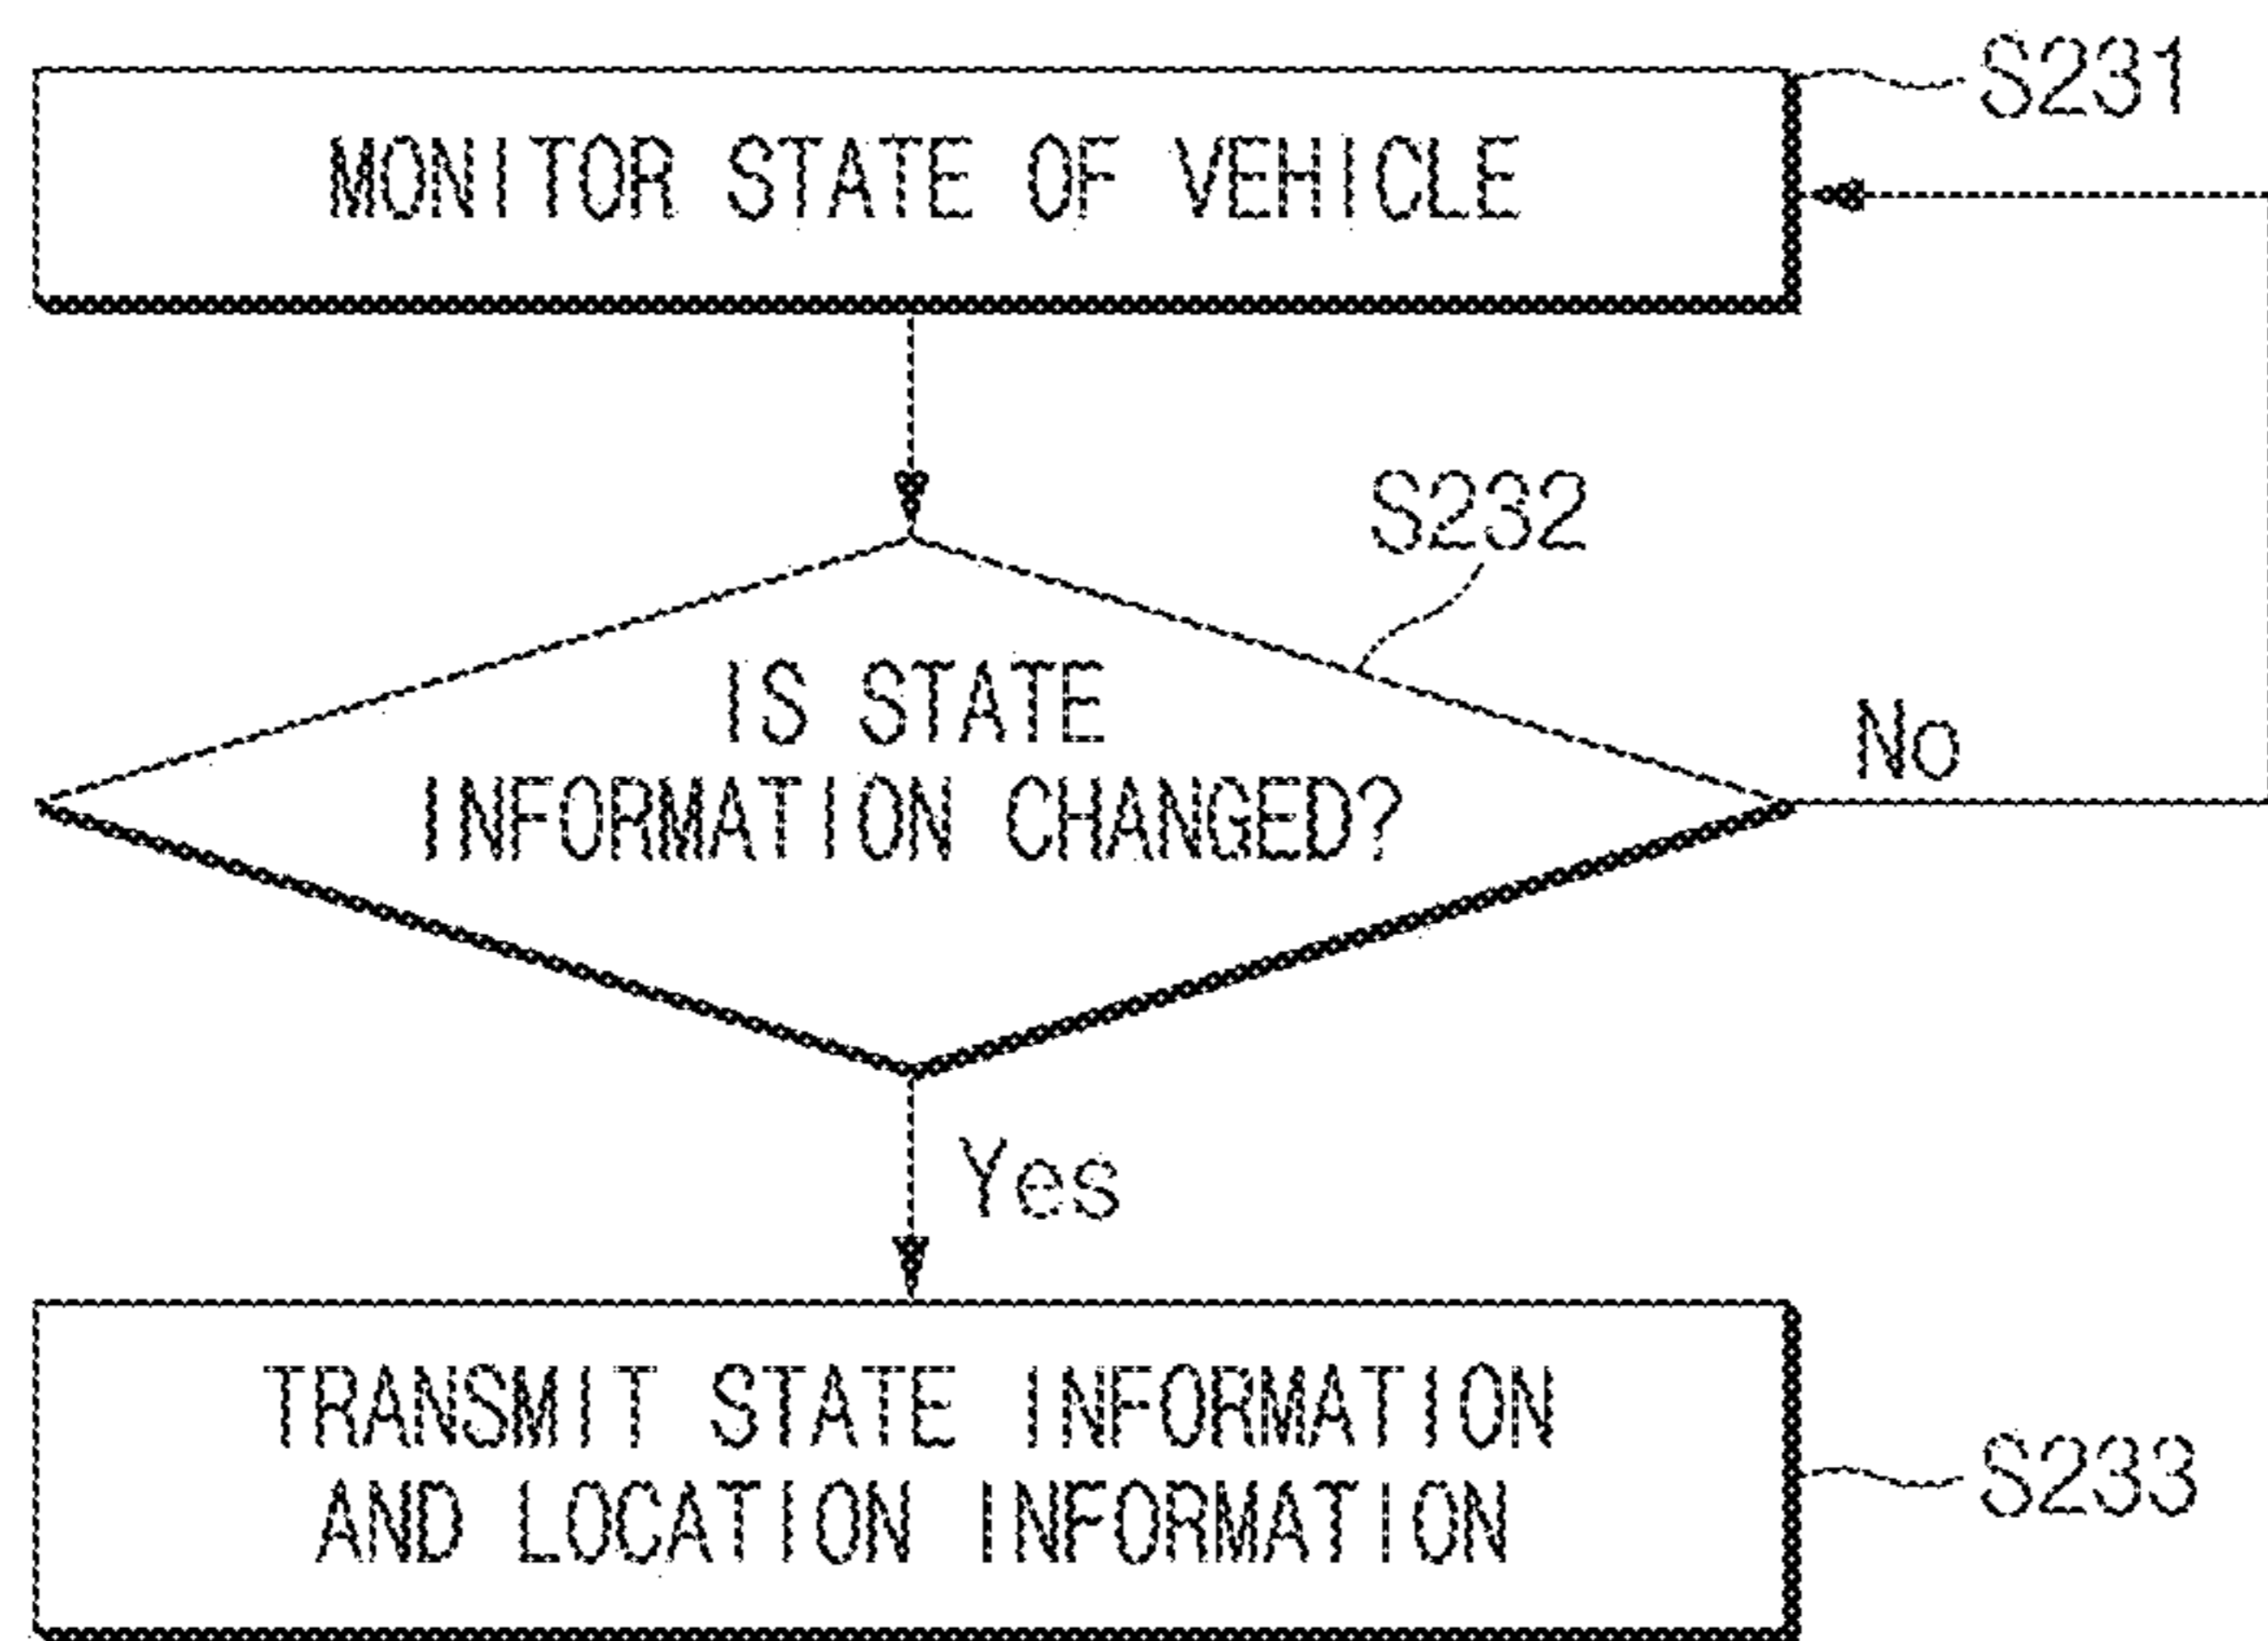 S231
MONITOR STATE OF VEHICLE
S232
IS STATE
INFORMATION CHANGED?
No
Yes
TRANSMIT STATE INFORMATION
AND LOCATION INFORMATION
S233